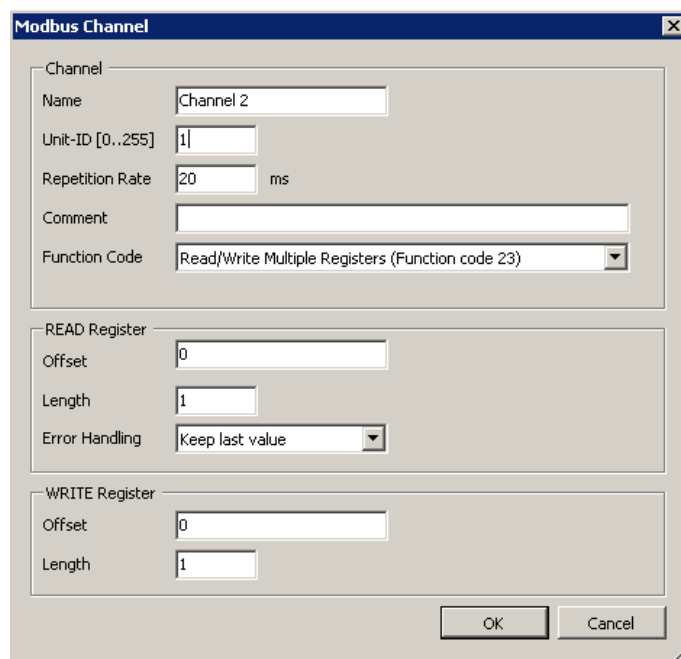 Modbus Channel
Channel
Name Channel 2
Unit-ID [0..255] 1
Repetition Rate 20 ms
Comment
Function Code Read/Write Multiple Registers (Function code 23)
READ Register
Offset 0
Length 1
Error Handling Keep last value
WRITE Register
Offset 0
Length 1
OK Cancel